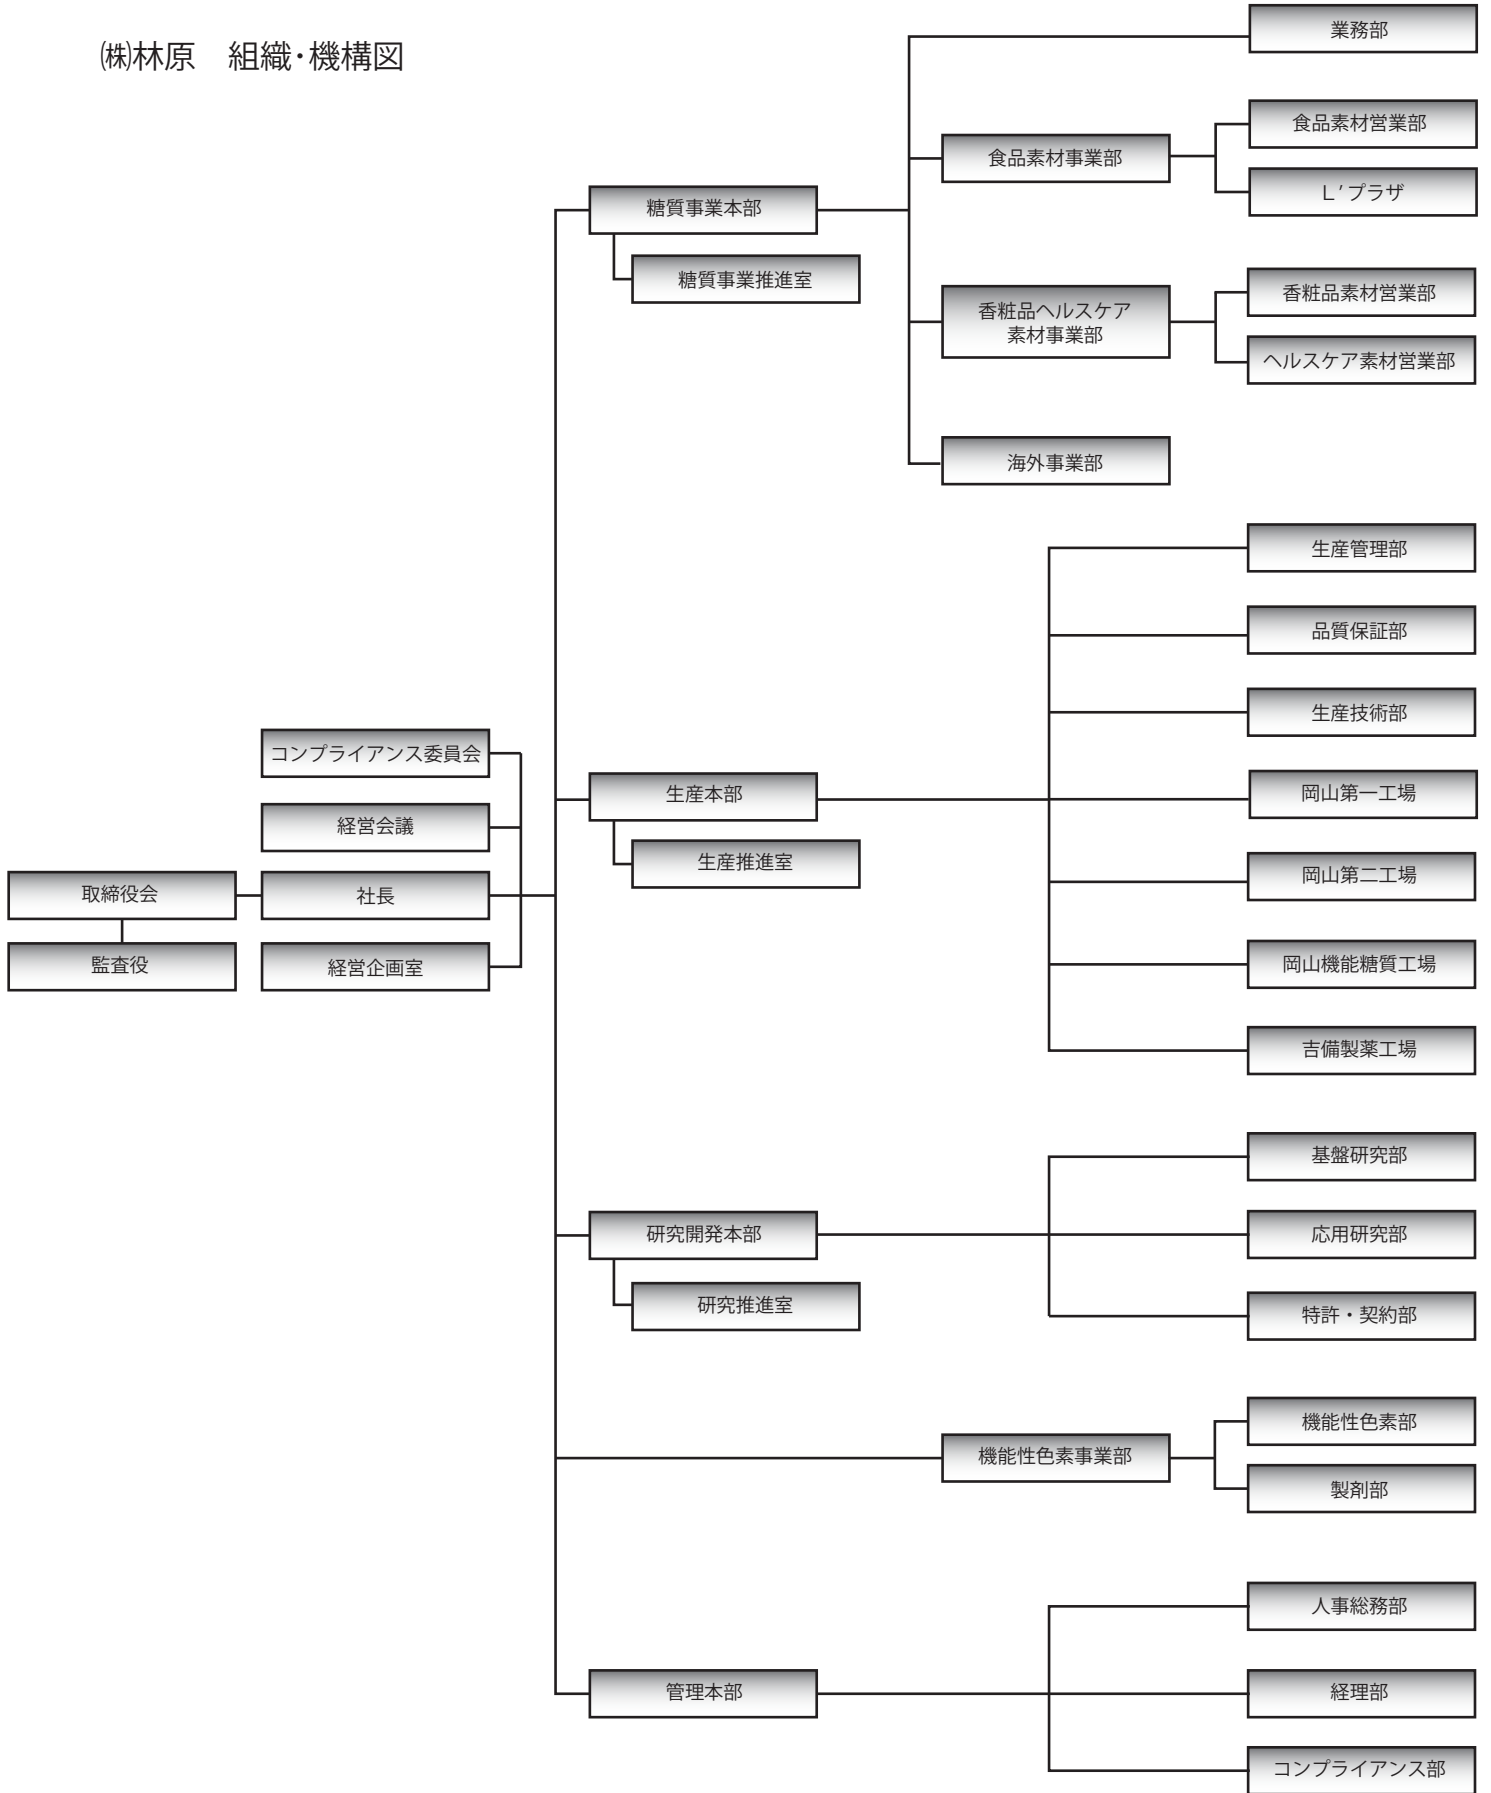 ㈱林原　組織･機構図
業務部
食品素材事業部
食品素材営業部
L′プラザ
糖質事業本部
糖質事業推進室
香粧品ヘルスケア
素材事業部
香粧品素材営業部
ヘルスケア素材営業部
海外事業部
生産管理部
品質保証部
生産技術部
コンプライアンス委員会
経営会議
取締役会
社長
監査役
経営企画室
生産本部
生産推進室
岡山第一工場
岡山第二工場
岡山機能糖質工場
吉備製薬工場
基盤研究部
研究開発本部
応用研究部
研究推進室
特許・契約部
機能性色素事業部
機能性色素部
製剤部
人事総務部
管理本部
経理部
コンプライアンス部